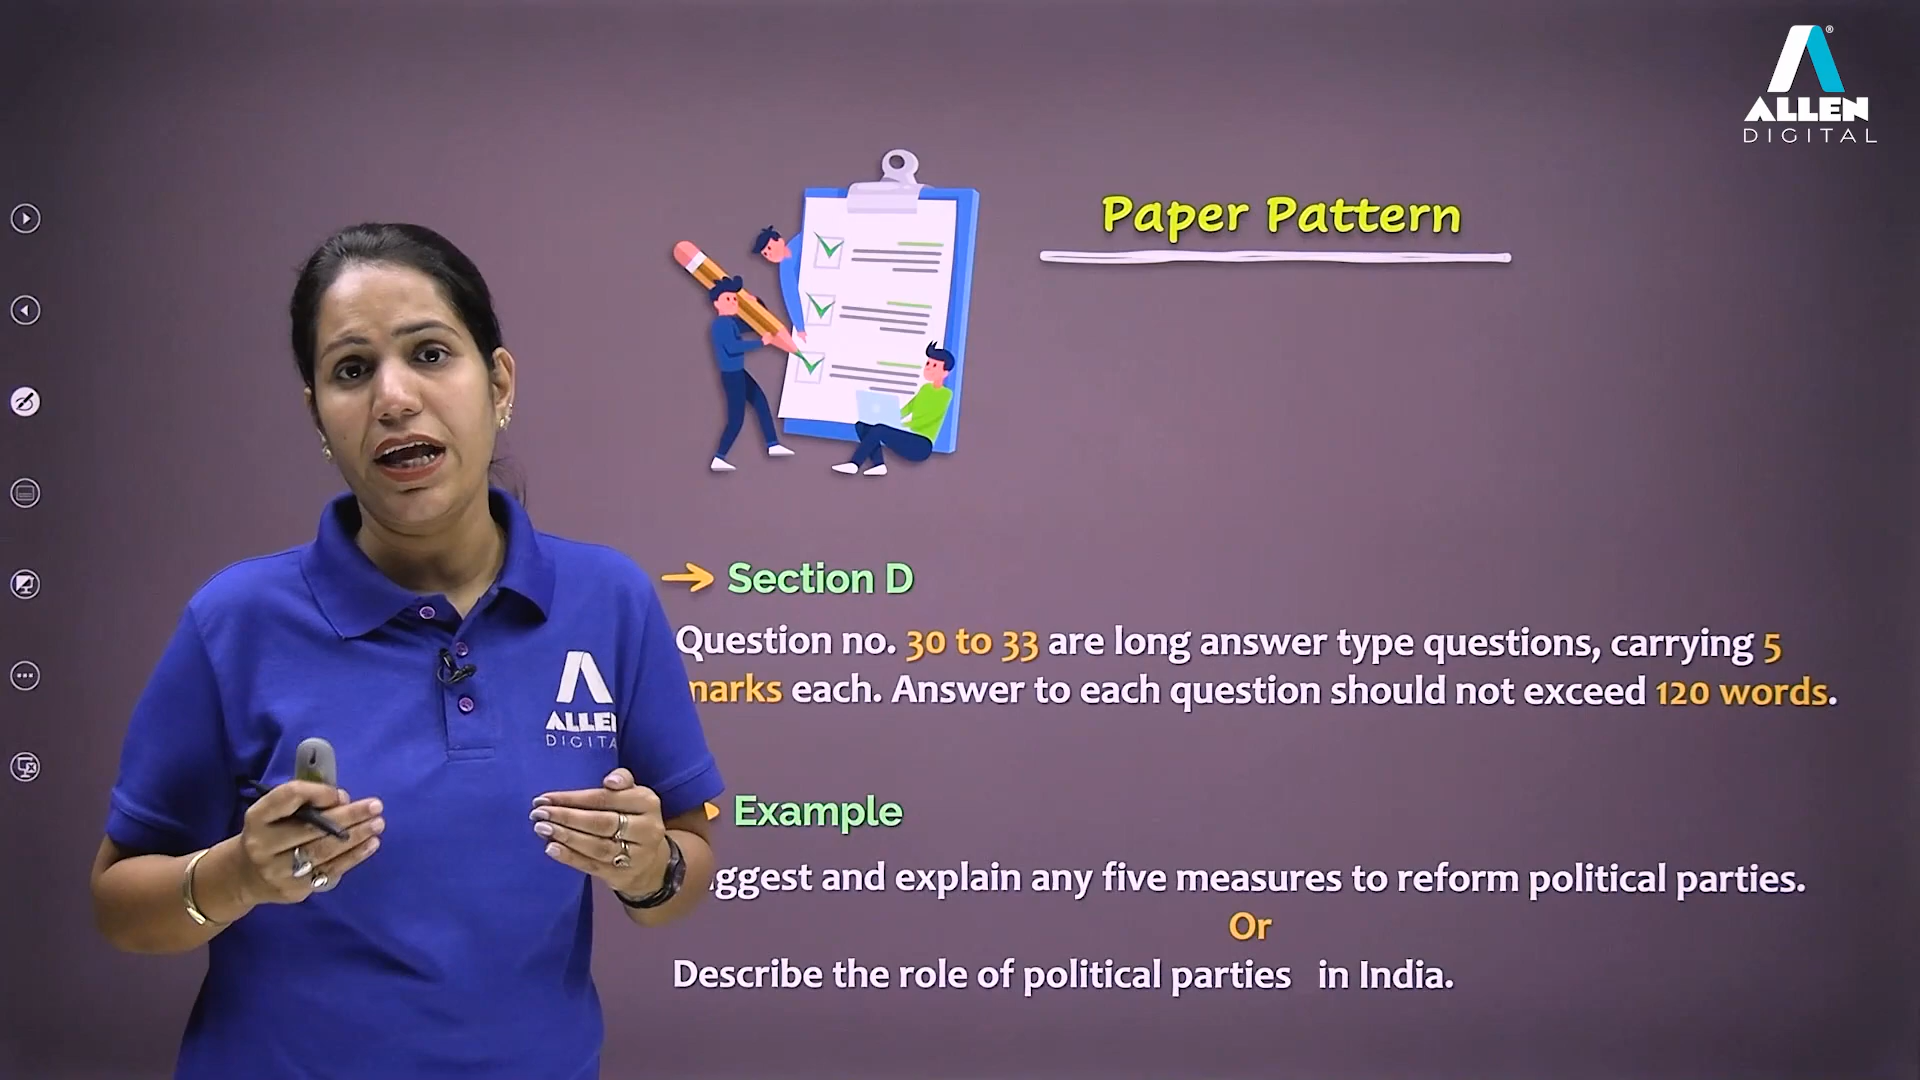 ALLEN
DIGITAL
Paper Pattern
Section D
Question no. 30 to 33 are long answer type questions, carrying 5
marks each. Answer to each question should not exceed 120 words.
ALLEN
DIGITA
Example
ggest and explain any five measures to reform political parties.
Or
Describe the role of political parties in India.